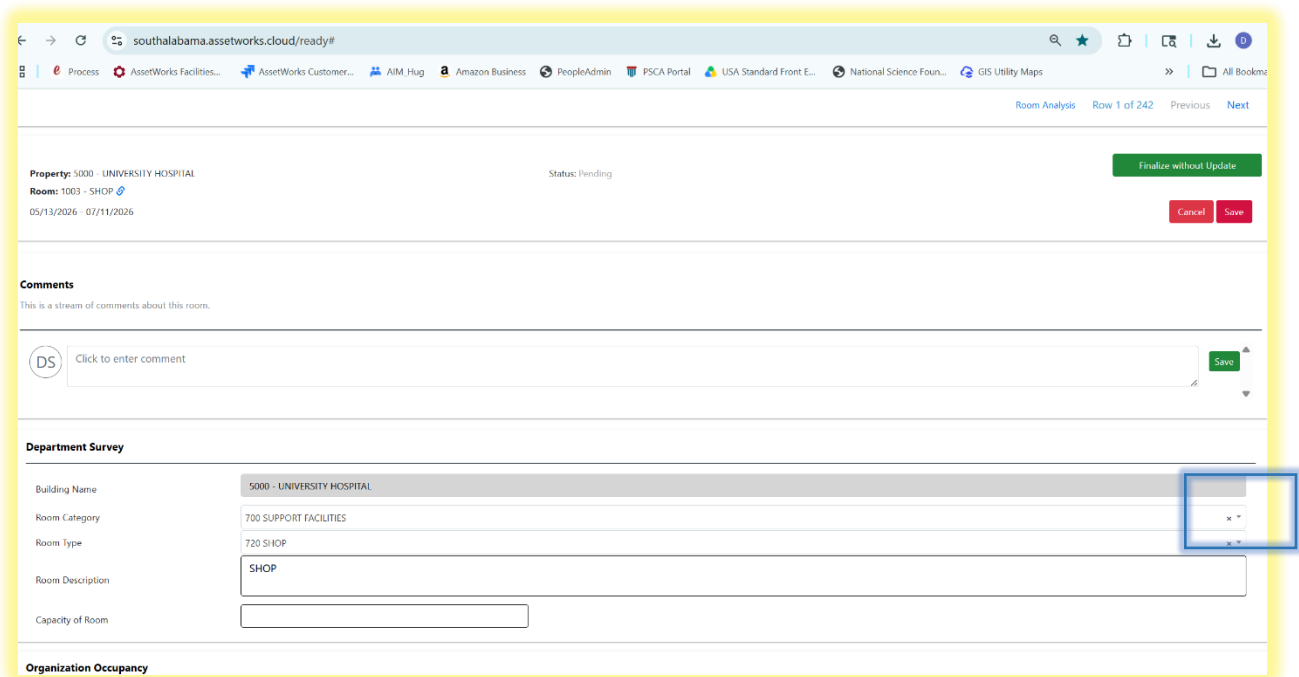 southalabama.assetworks.cloud/ready#
D
Process AssetWorks Facilities... AssetWorks Customer... AIM_Hug Amazon Business PeopleAdmin PSCA Portal USA Standard Front E... National Science Foun... GIS Utility Maps » All Bookma
Room Analysis Row 1 of 242 Previous Next
Property: 5000 - UNIVERSITY HOSPITAL Status: Pending Finalize without Update
Room: 1003 - SHOP
05/13/2026 - 07/11/2026 Cancel Save
Comments
This is a stream of comments about this room.
DS Click to enter comment Save
Department Survey
Building Name 5000 - UNIVERSITY HOSPITAL
Room Category 700 SUPPORT FACILITIES ×
Room Type 720 SHOP ×
Room Description SHOP
Capacity of Room
Organization Occupancy